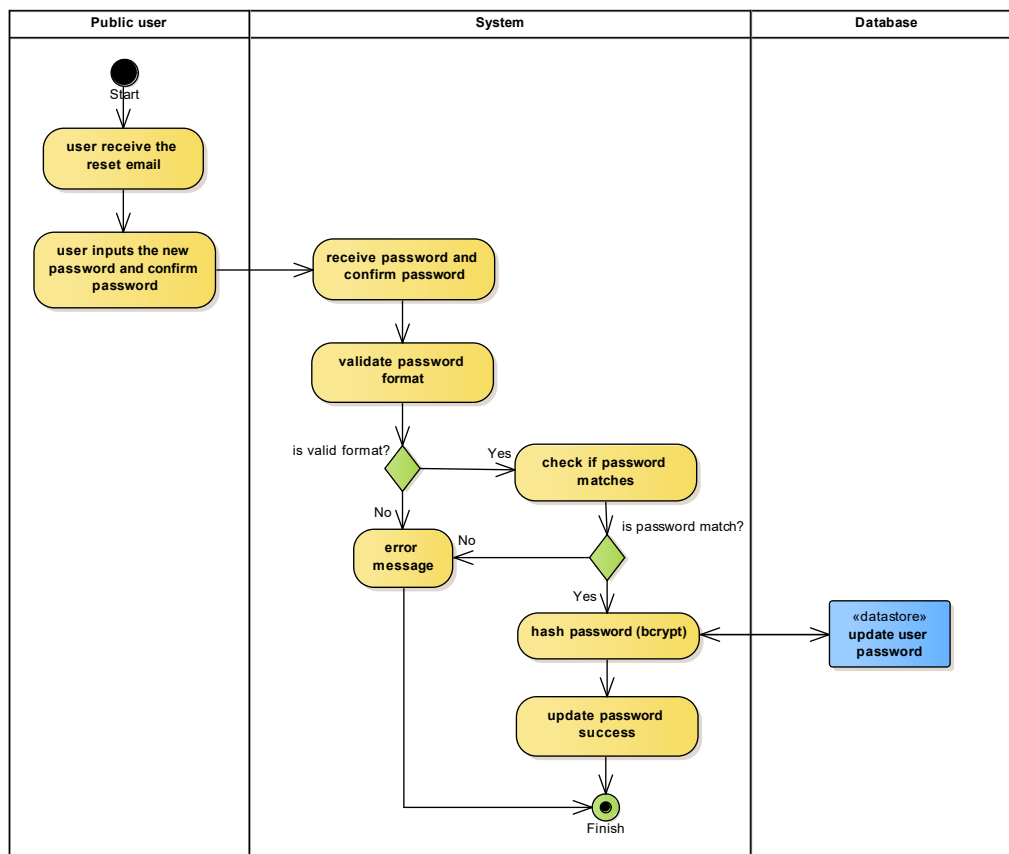 Public user
System
Database
Start
user receive the
reset email
user inputs the new
password and confirm
password
receive password and
confirm password
validate password
format
is valid format?
Yes
check if password
matches
No
is password match?
No
error
message
Yes
hash password (bcrypt)
«datastore»
update user
password
update password
success
Finish